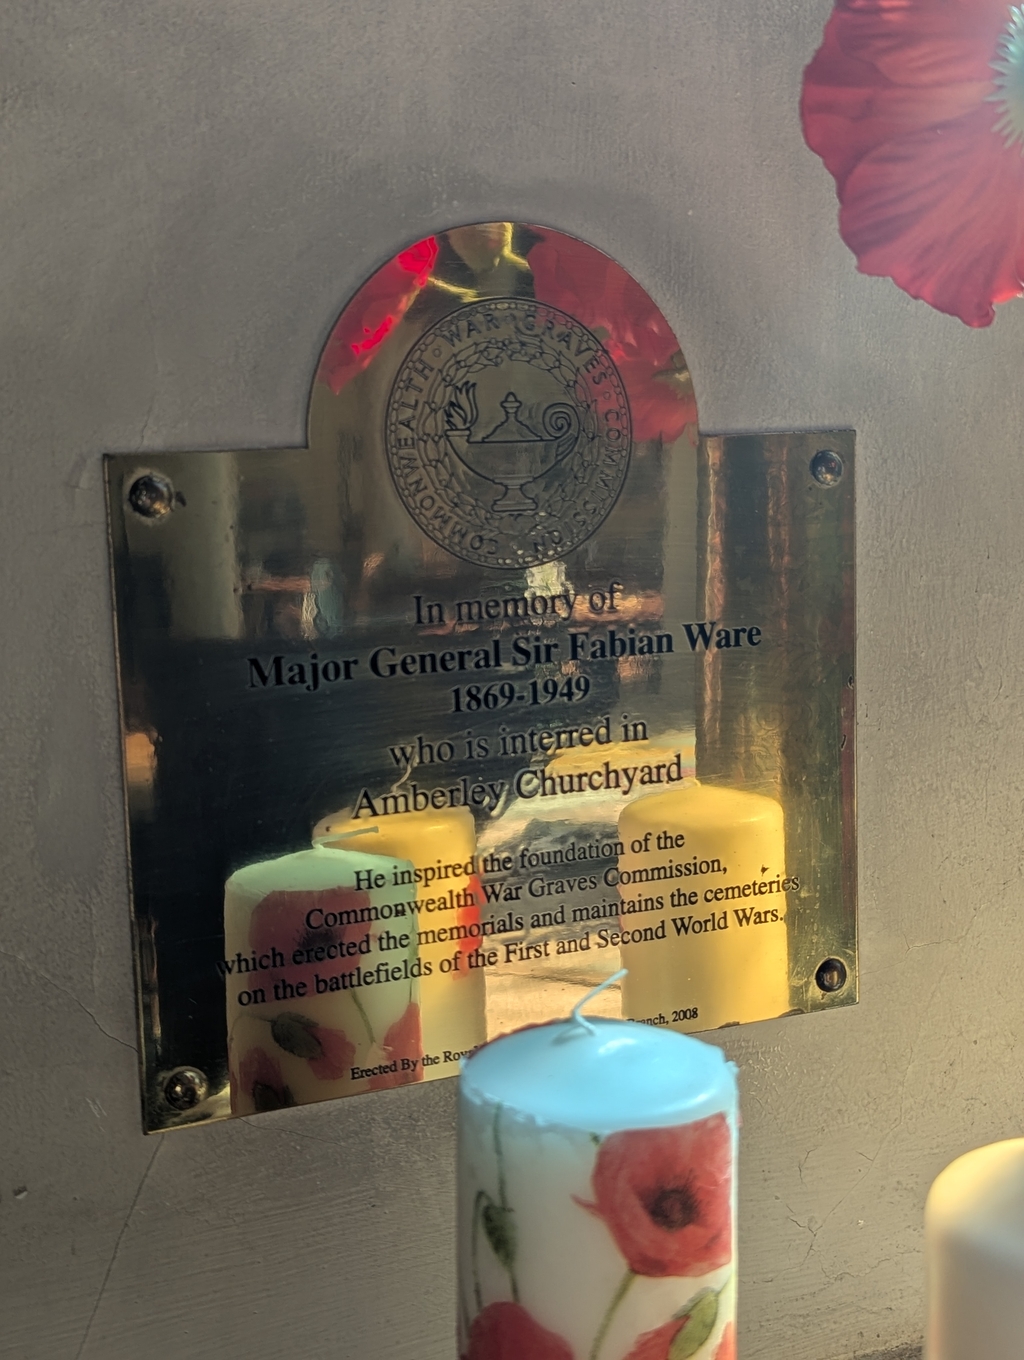 COMMONWEALTH · WAR · GRAVES · COMMISSION
In memory of
Major General Sir Fabian Ware
1869-1949
who is interred in
Amberley Churchyard
He inspired the foundation of the
Commonwealth War Graves Commission,
which erected the memorials and maintains the cemeteries
on the battlefields of the First and Second World Wars.
Erected By the 2008